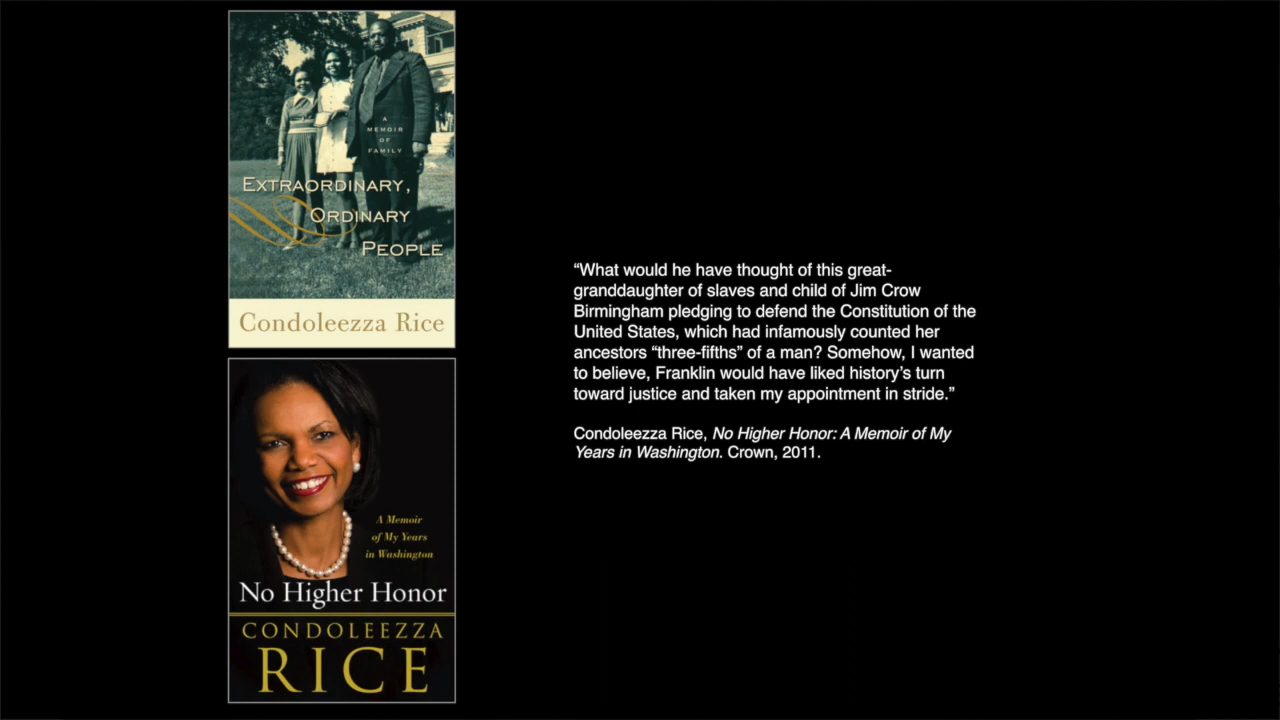 A
MEMOIR
OF
FAMILY
EXTRAORDINARY,
ORDINARY
PEOPLE
Condoleezza Rice
A Memoir
of My Years
in Washington
No Higher Honor
CONDOLEEZZA
RICE
“What would he have thought of this great-
granddaughter of slaves and child of Jim Crow
Birmingham pledging to defend the Constitution of the
United States, which had infamously counted her
ancestors “three-fifths” of a man? Somehow, I wanted
to believe, Franklin would have liked history’s turn
toward justice and taken my appointment in stride.”
Condoleezza Rice, No Higher Honor: A Memoir of My
Years in Washington. Crown, 2011.